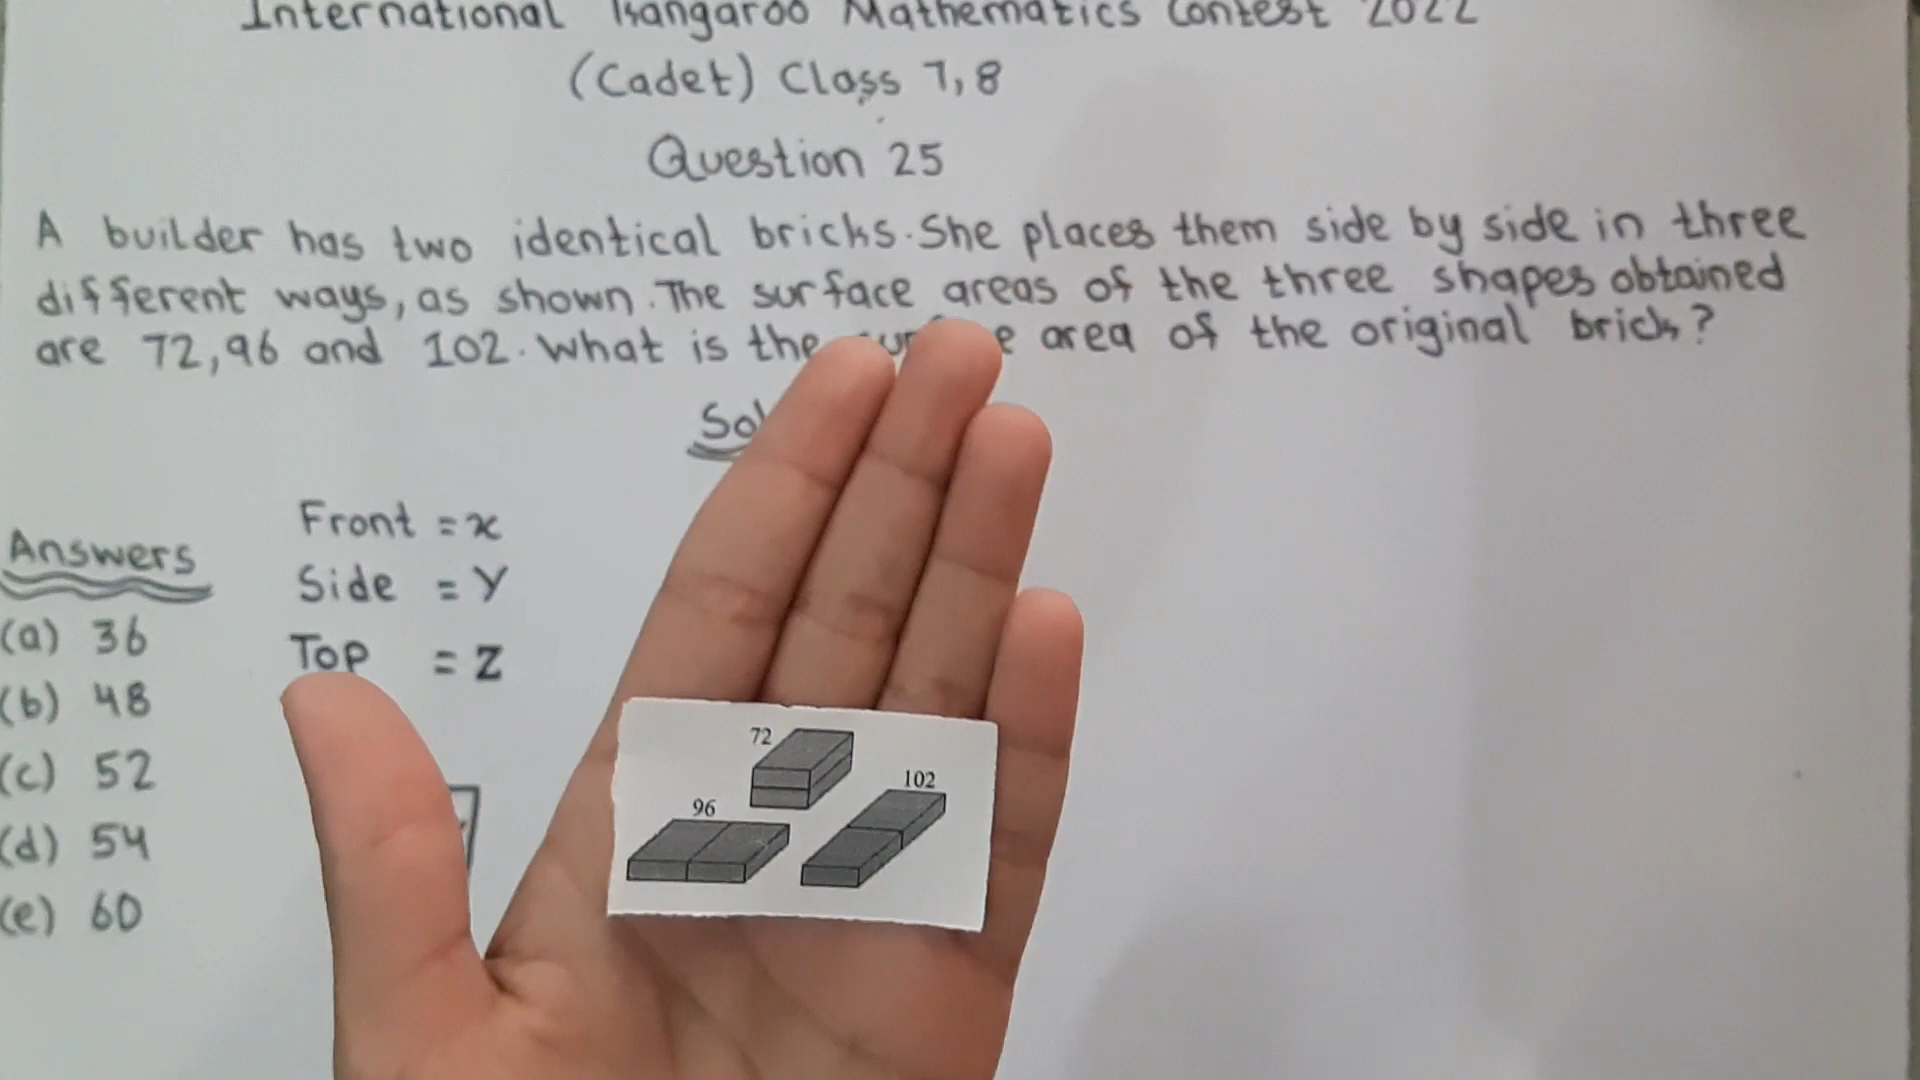 International Kangaroo Mathematics Contest 2022
(Cadet) Class 7,8
Question 25
A builder has two identical bricks. She places them side by side in three
different ways, as shown. The surface areas of the three shapes obtained
are 72,96 and 102. What is the area of the original brick?
Answers
(a) 36
(b) 48
(c) 52
(d) 54
(e) 60
Front = x
Side = Y
Top = Z
72
102
96